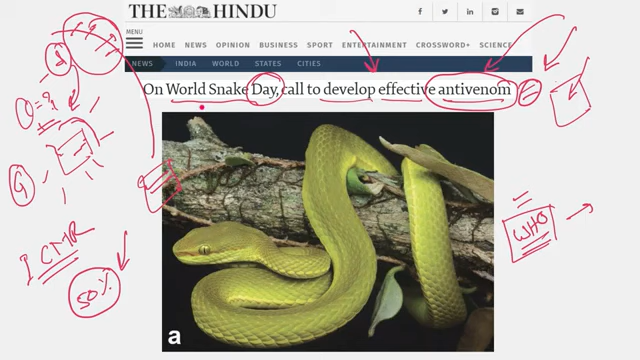 THE HINDU
MENU
HOME NEWS OPINION BUSINESS SPORT ENTERTAINMENT CROSSWORD+ SCIENCE
NEWS INDIA WORLD STATES CITIES
On World Snake Day, call to develop effective antivenom
WHO
ICMR
50%
a